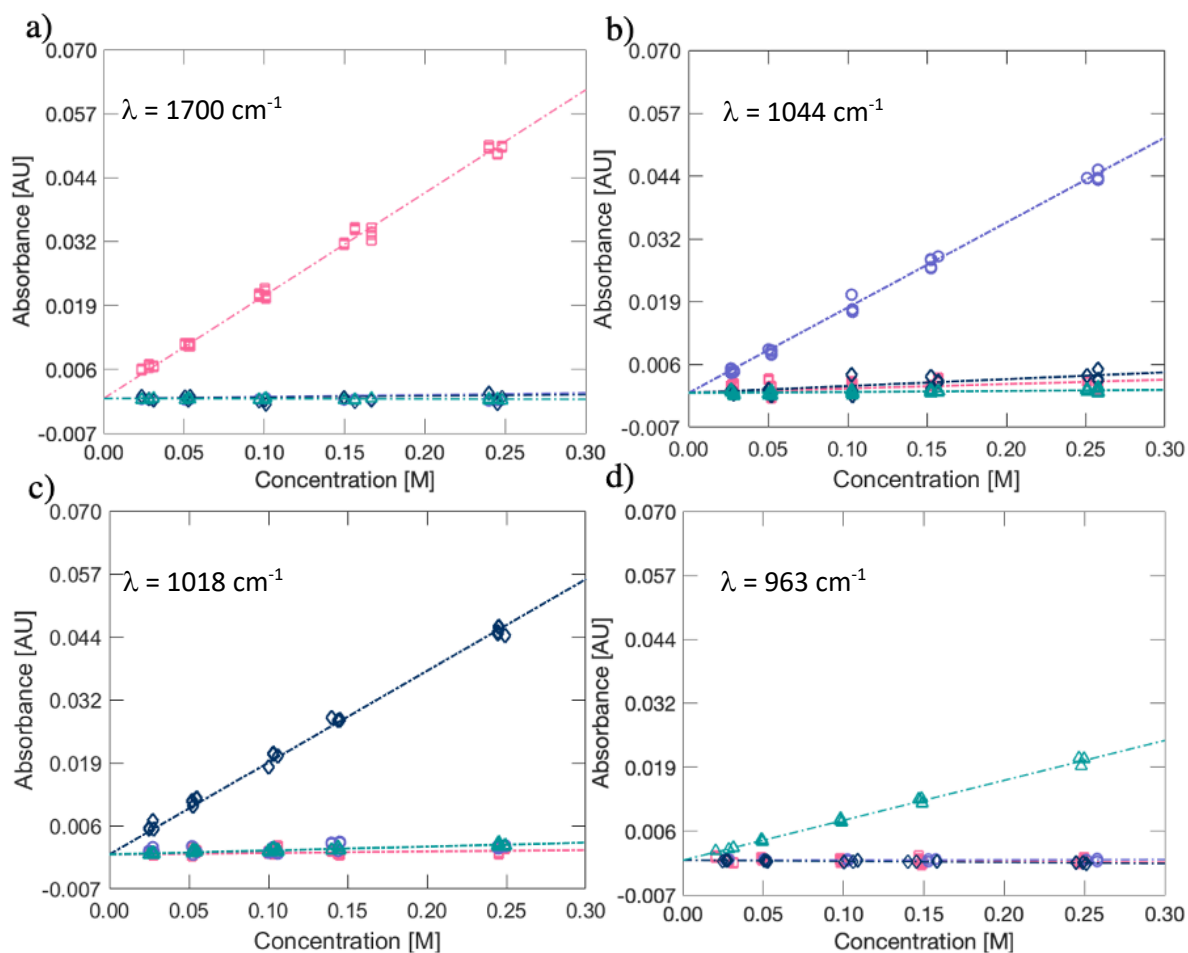 a)
λ = 1700 cm⁻¹
Absorbance [AU]
0.070
0.057
0.044
0.032
0.019
0.006
-0.007
0.00 0.05 0.10 0.15 0.20 0.25 0.30
Concentration [M]
b)
λ = 1044 cm⁻¹
Absorbance [AU]
0.070
0.057
0.044
0.032
0.019
0.006
-0.007
0.00 0.05 0.10 0.15 0.20 0.25 0.30
Concentration [M]
c)
λ = 1018 cm⁻¹
Absorbance [AU]
0.070
0.057
0.044
0.032
0.019
0.006
-0.007
0.00 0.05 0.10 0.15 0.20 0.25 0.30
Concentration [M]
d)
λ = 963 cm⁻¹
Absorbance [AU]
0.070
0.057
0.044
0.032
0.019
0.006
-0.007
0.00 0.05 0.10 0.15 0.20 0.25 0.30
Concentration [M]